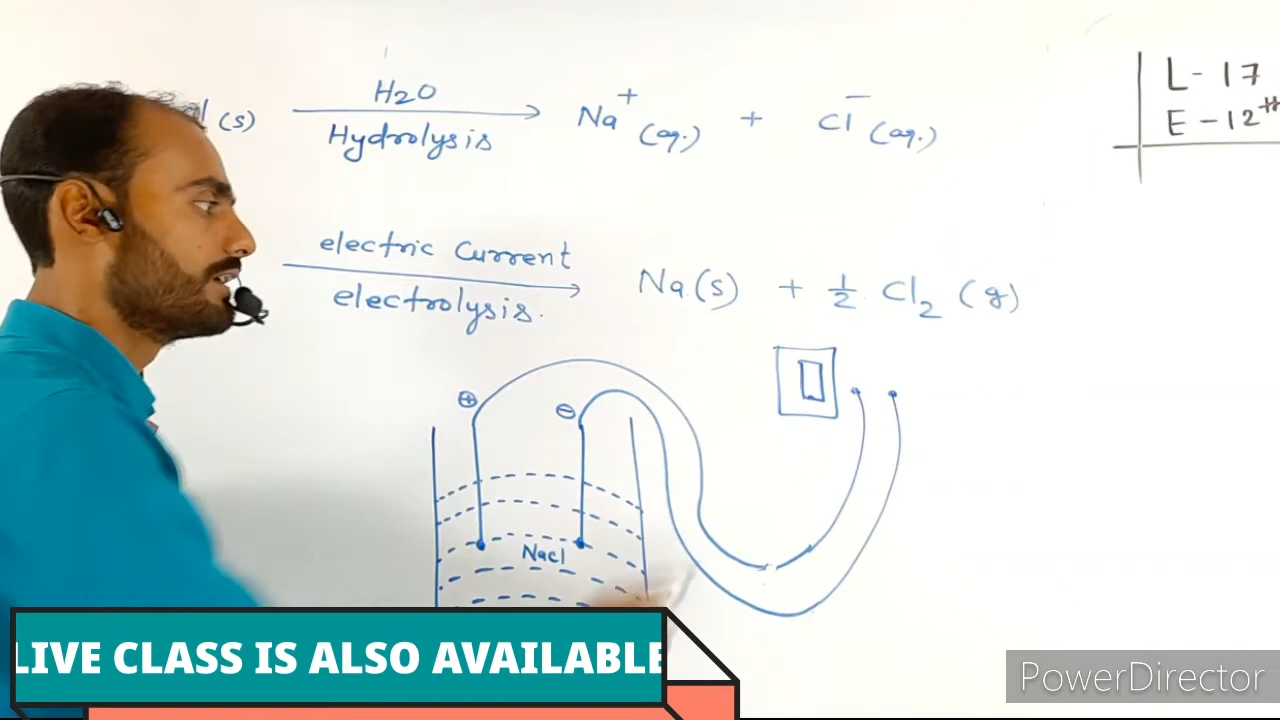 (s) H2O Na+ (aq.) + Cl− (aq.)
Hydrolysis
L - 17
E - 12th
electric Current Na(s) + 1/2 Cl2 (g)
electrolysis.
⊕ ⊖
Nacl
LIVE CLASS IS ALSO AVAILABLE
PowerDirector